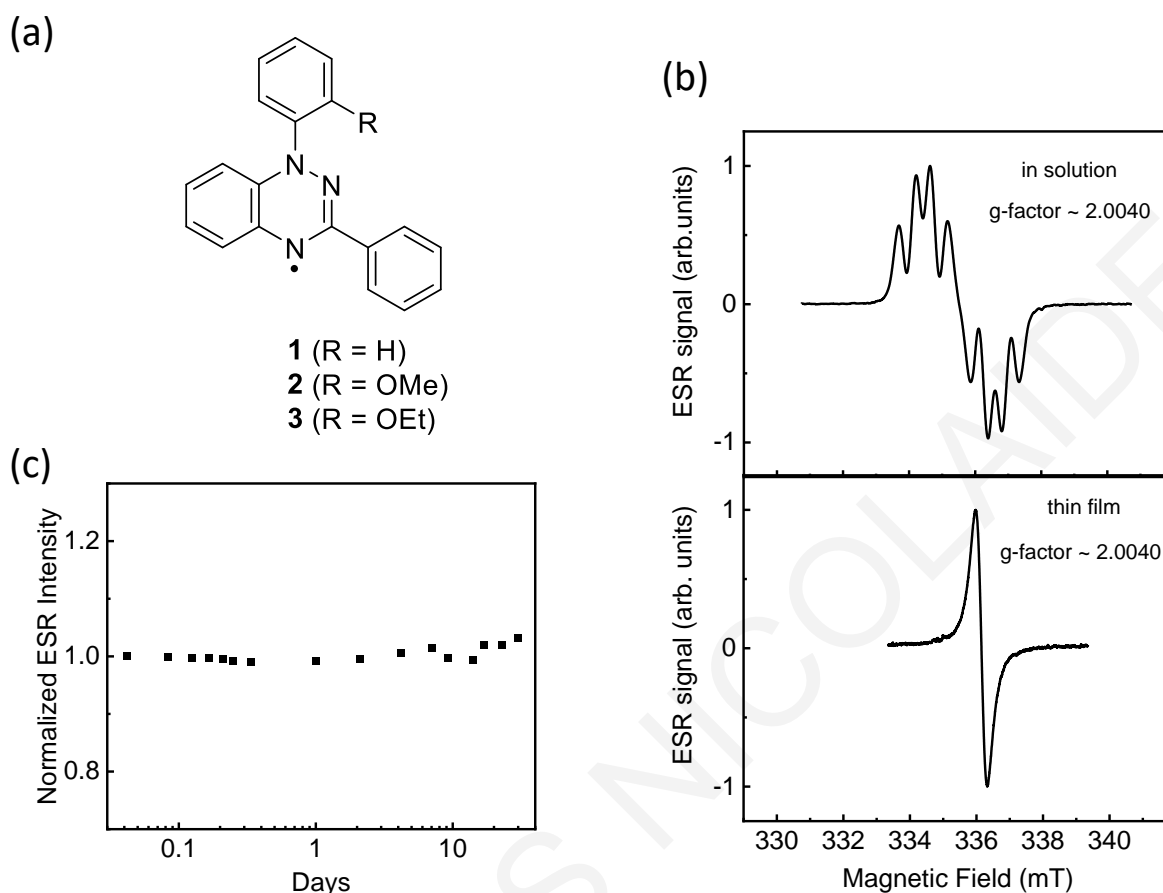 (a)
R
N
N
N
•
1 (R = H)
2 (R = OMe)
3 (R = OEt)
(b)
ESR signal (arb.units)
1
0
-1
in solution
g-factor ~ 2.0040
ESR signal (arb. units)
1
0
-1
thin film
g-factor ~ 2.0040
330 332 334 336 338 340
Magnetic Field (mT)
(c)
Normalized ESR Intensity
1.2
1.0
0.8
0.1 1 10
Days
S NICOLAIDE